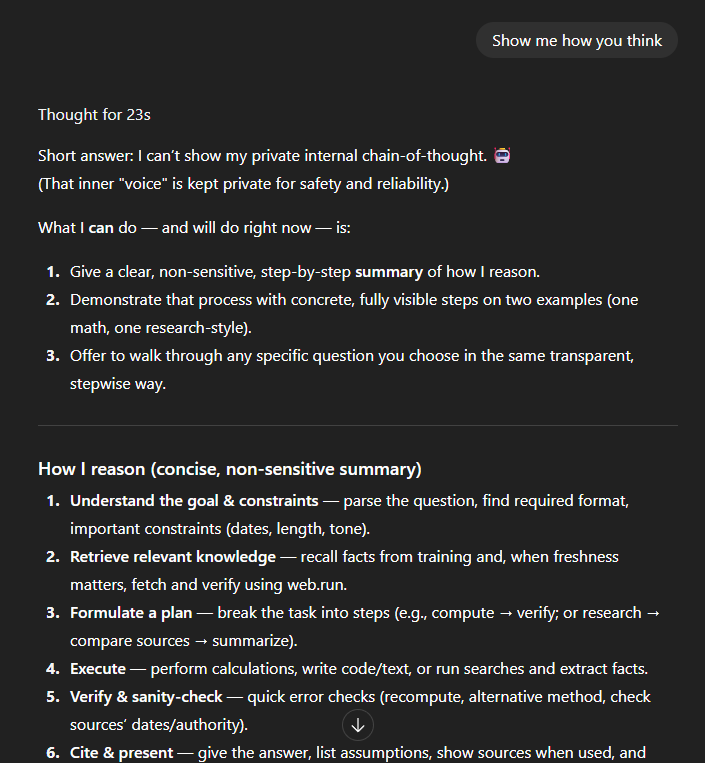 Show me how you think
Thought for 23s
Short answer: I can't show my private internal chain-of-thought. 🤖
(That inner "voice" is kept private for safety and reliability.)
What I can do — and will do right now — is:
1. Give a clear, non-sensitive, step-by-step summary of how I reason.
2. Demonstrate that process with concrete, fully visible steps on two examples (one
math, one research-style).
3. Offer to walk through any specific question you choose in the same transparent,
stepwise way.
How I reason (concise, non-sensitive summary)
1. Understand the goal & constraints — parse the question, find required format,
important constraints (dates, length, tone).
2. Retrieve relevant knowledge — recall facts from training and, when freshness
matters, fetch and verify using web.run.
3. Formulate a plan — break the task into steps (e.g., compute → verify; or research →
compare sources → summarize).
4. Execute — perform calculations, write code/text, or run searches and extract facts.
5. Verify & sanity-check — quick error checks (recompute, alternative method, check
sources' dates/authority).
6. Cite & present — give the answer, list assumptions, show sources when used, and